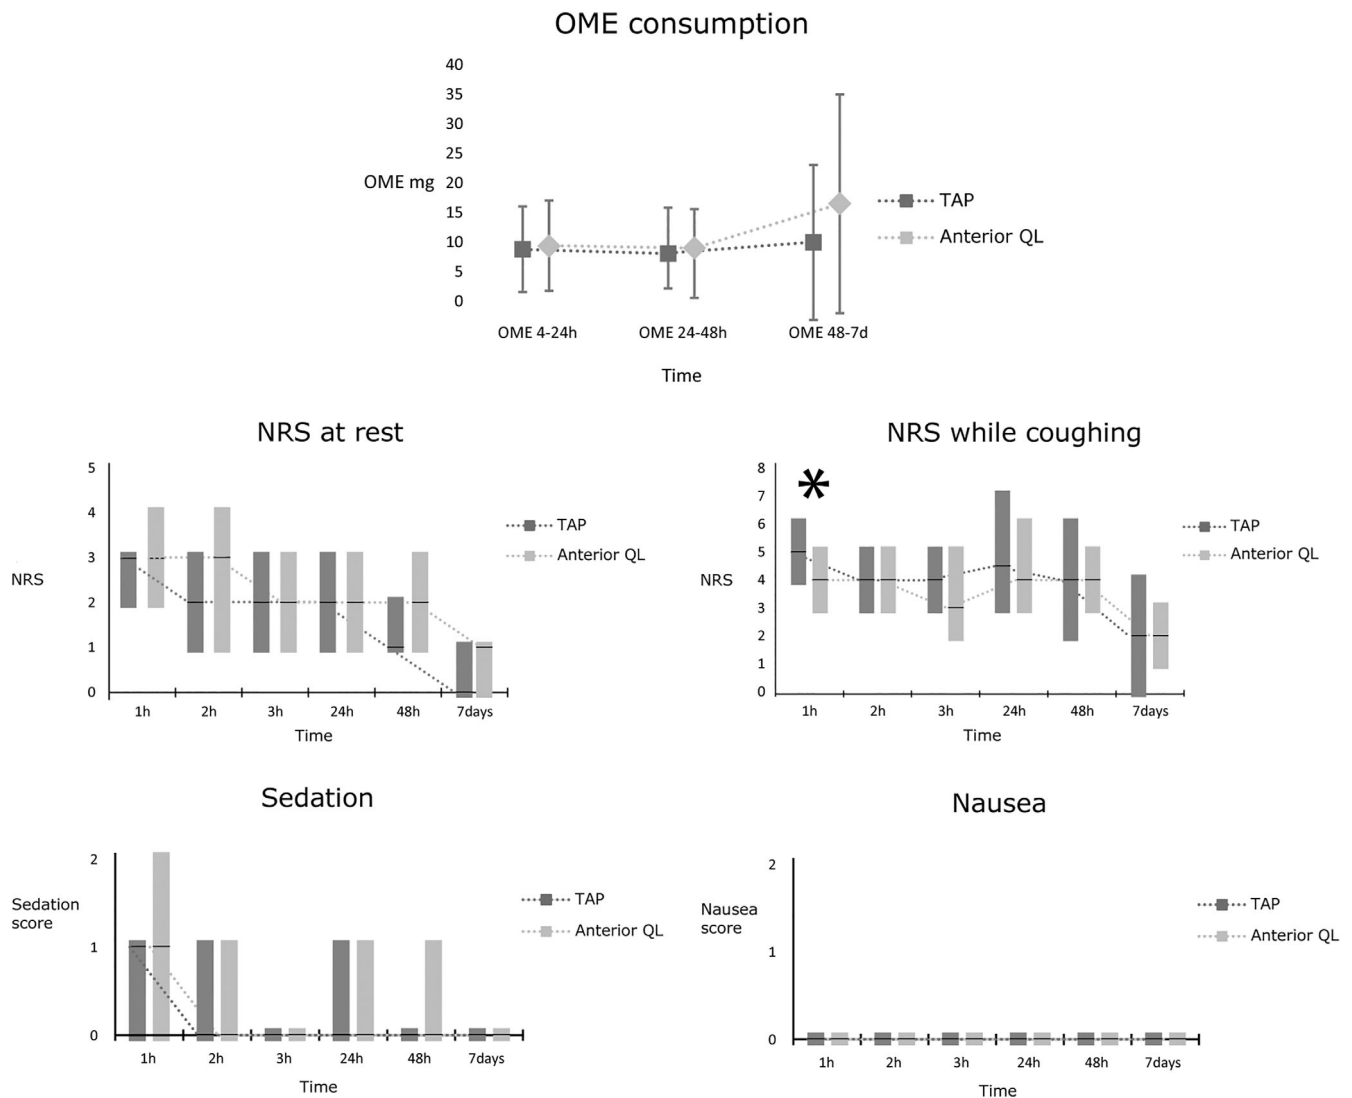 OME consumption
40
35
30
25
20
15
10
5
0
OME mg
TAP
Anterior QL
OME 4-24h OME 24-48h OME 48-7d
Time
NRS at rest
5
4
3
2
1
0
NRS
TAP
Anterior QL
1h 2h 3h 24h 48h 7days
Time
NRS while coughing
8
7
6
5
4
3
2
1
0
NRS
*
TAP
Anterior QL
1h 2h 3h 24h 48h 7days
Time
Sedation
2
1
0
Sedation
score
TAP
Anterior QL
1h 2h 3h 24h 48h 7days
Time
Nausea
2
1
0
Nausea
score
TAP
Anterior QL
1h 2h 3h 24h 48h 7days
Time